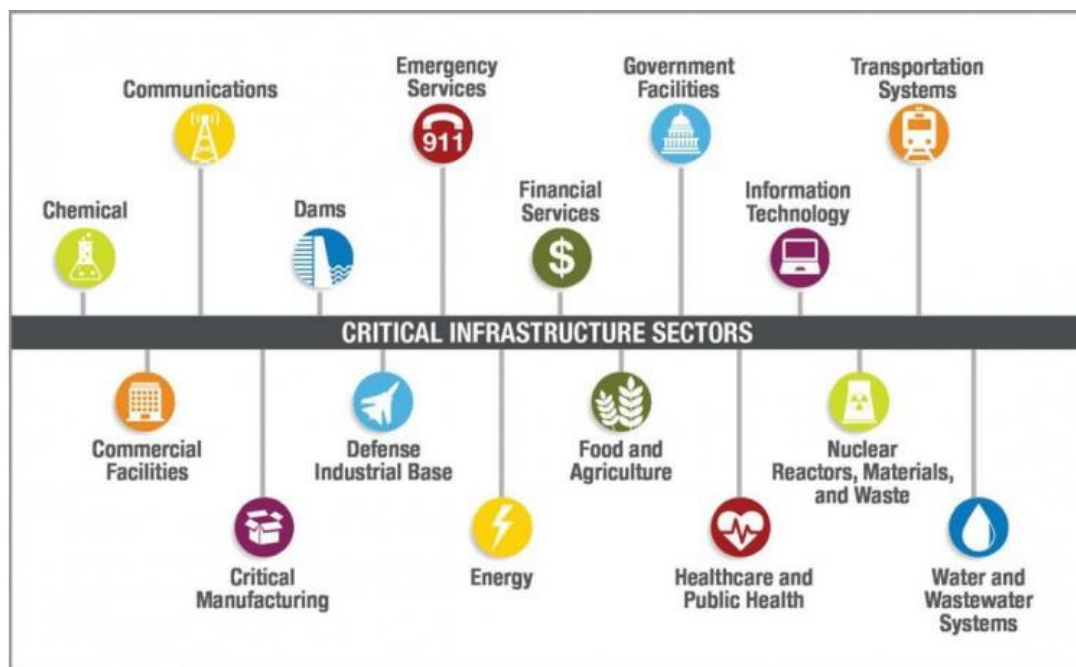 Communications
Emergency
Services
911
Government
Facilities
Transportation
Systems
Chemical
Dams
Financial
Services
$
Information
Technology
CRITICAL INFRASTRUCTURE SECTORS
Commercial
Facilities
Defense
Industrial Base
Food and
Agriculture
Nuclear
Reactors, Materials,
and Waste
Critical
Manufacturing
Energy
Healthcare and
Public Health
Water and
Wastewater
Systems